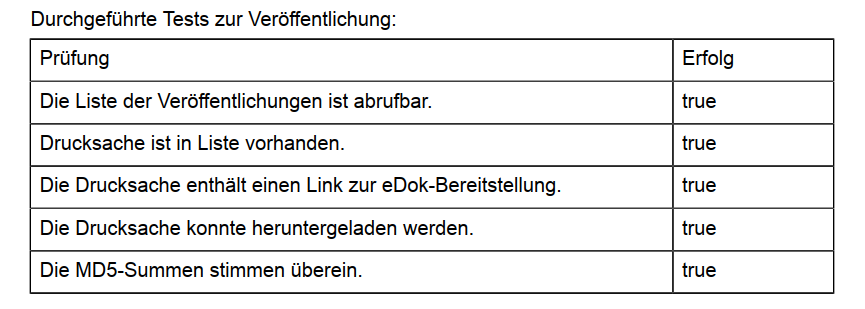 Durchgeführte Tests zur Veröffentlichung:
Prüfung Erfolg
Die Liste der Veröffentlichungen ist abrufbar. true
Drucksache ist in Liste vorhanden. true
Die Drucksache enthält einen Link zur eDok-Bereitstellung. true
Die Drucksache konnte heruntergeladen werden. true
Die MD5-Summen stimmen überein. true